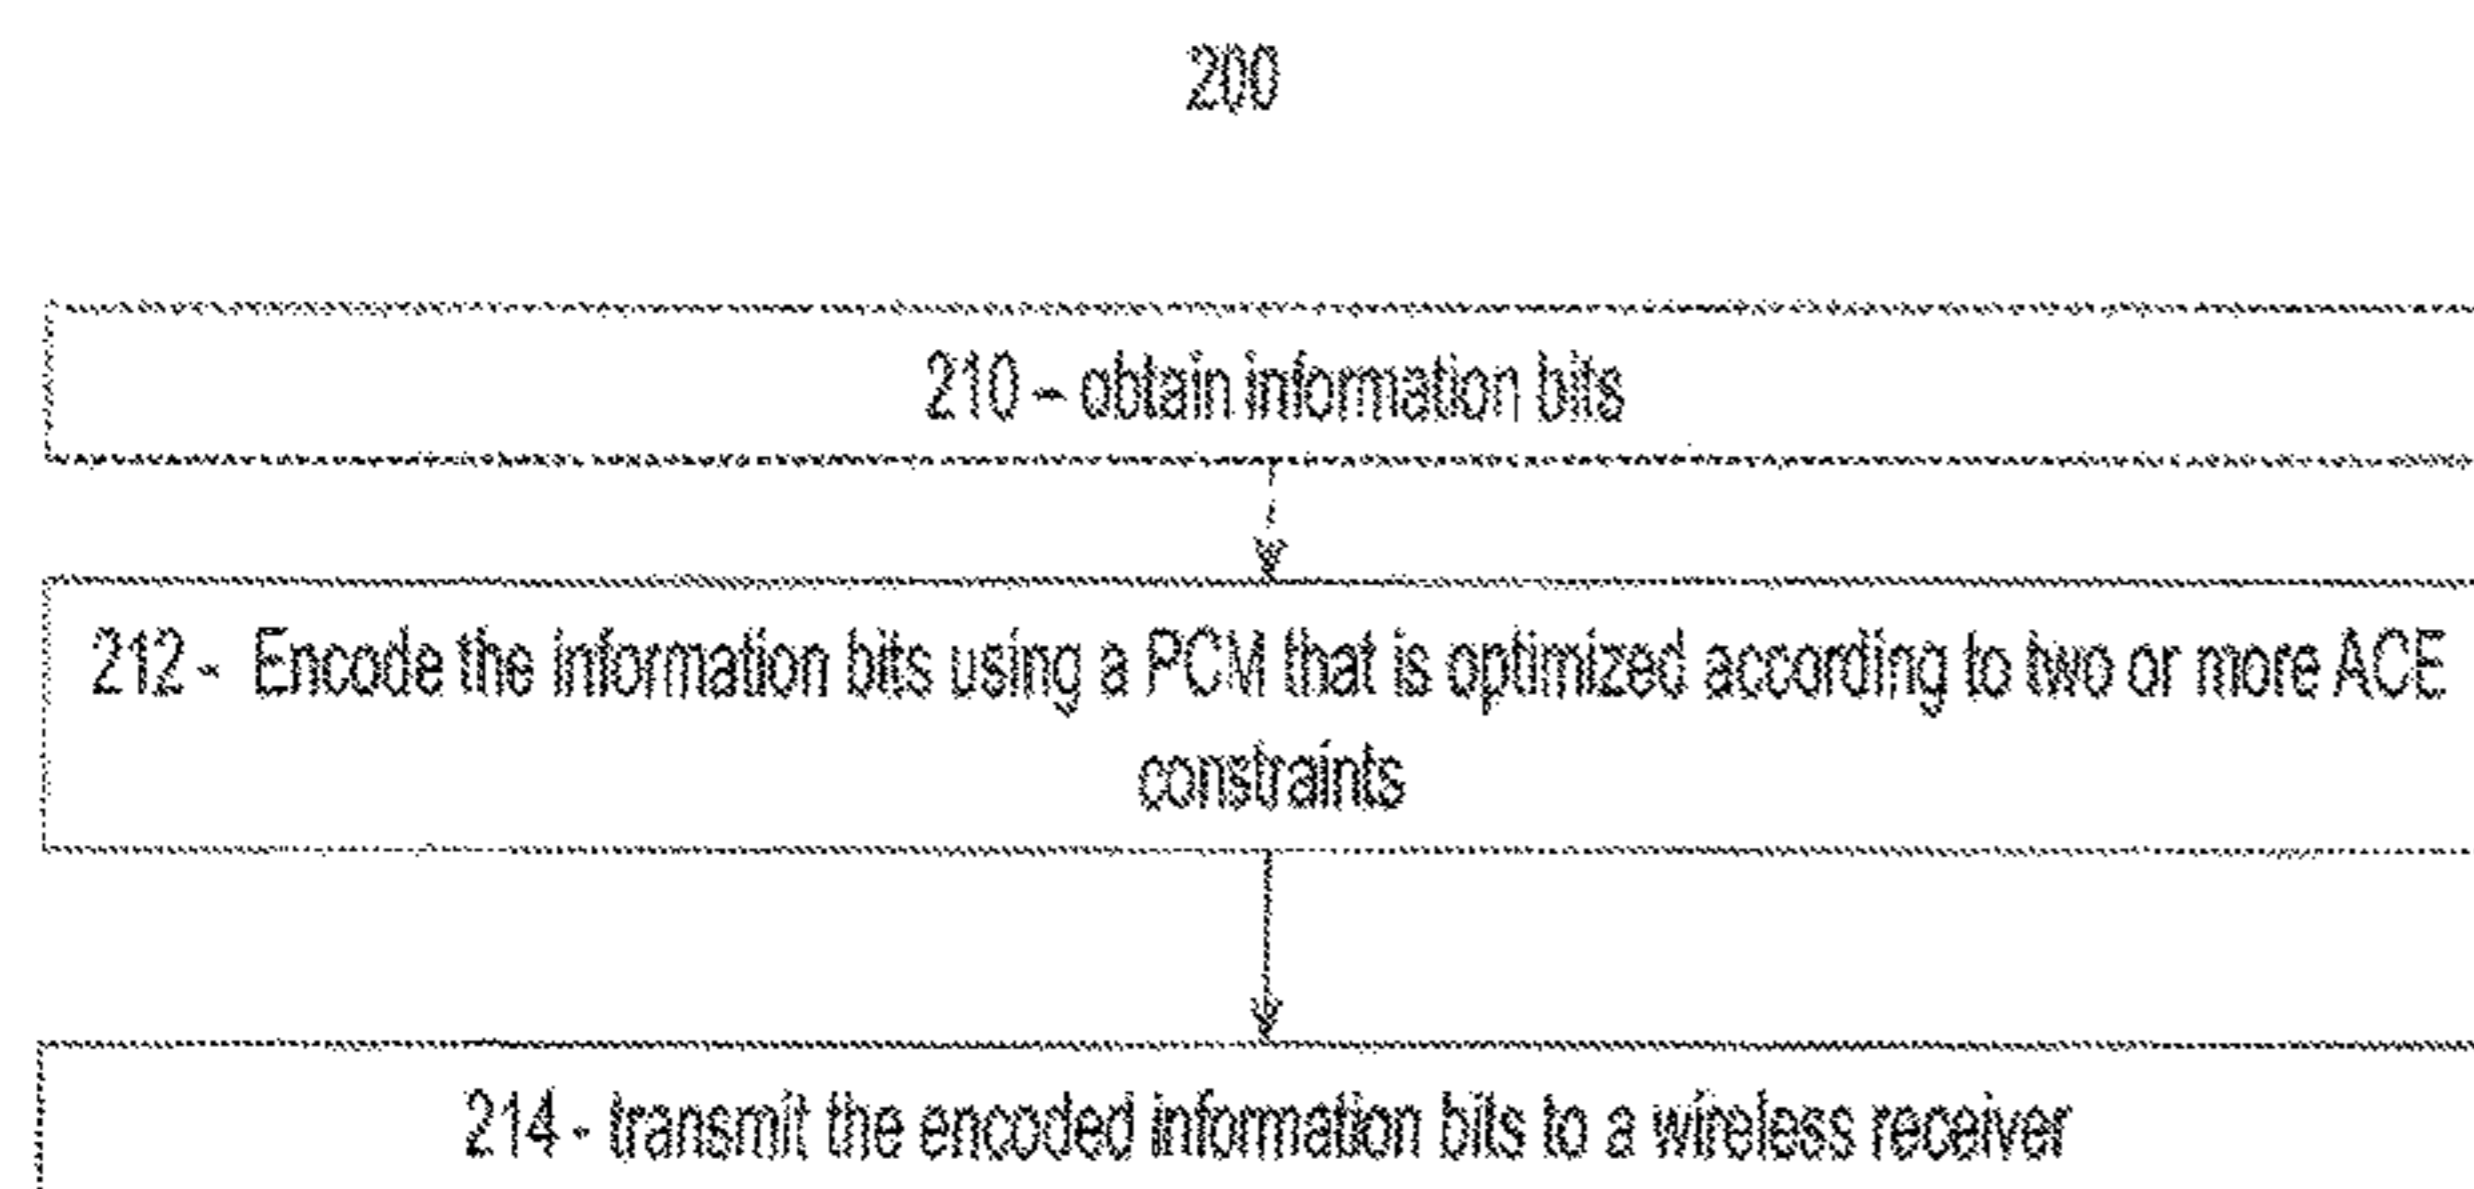 200
210 - obtain information bits
212 - Encode the information bits using a PCM that is optimized according to two or more ACE
constraints
214 - transmit the encoded information bits to a wireless receiver